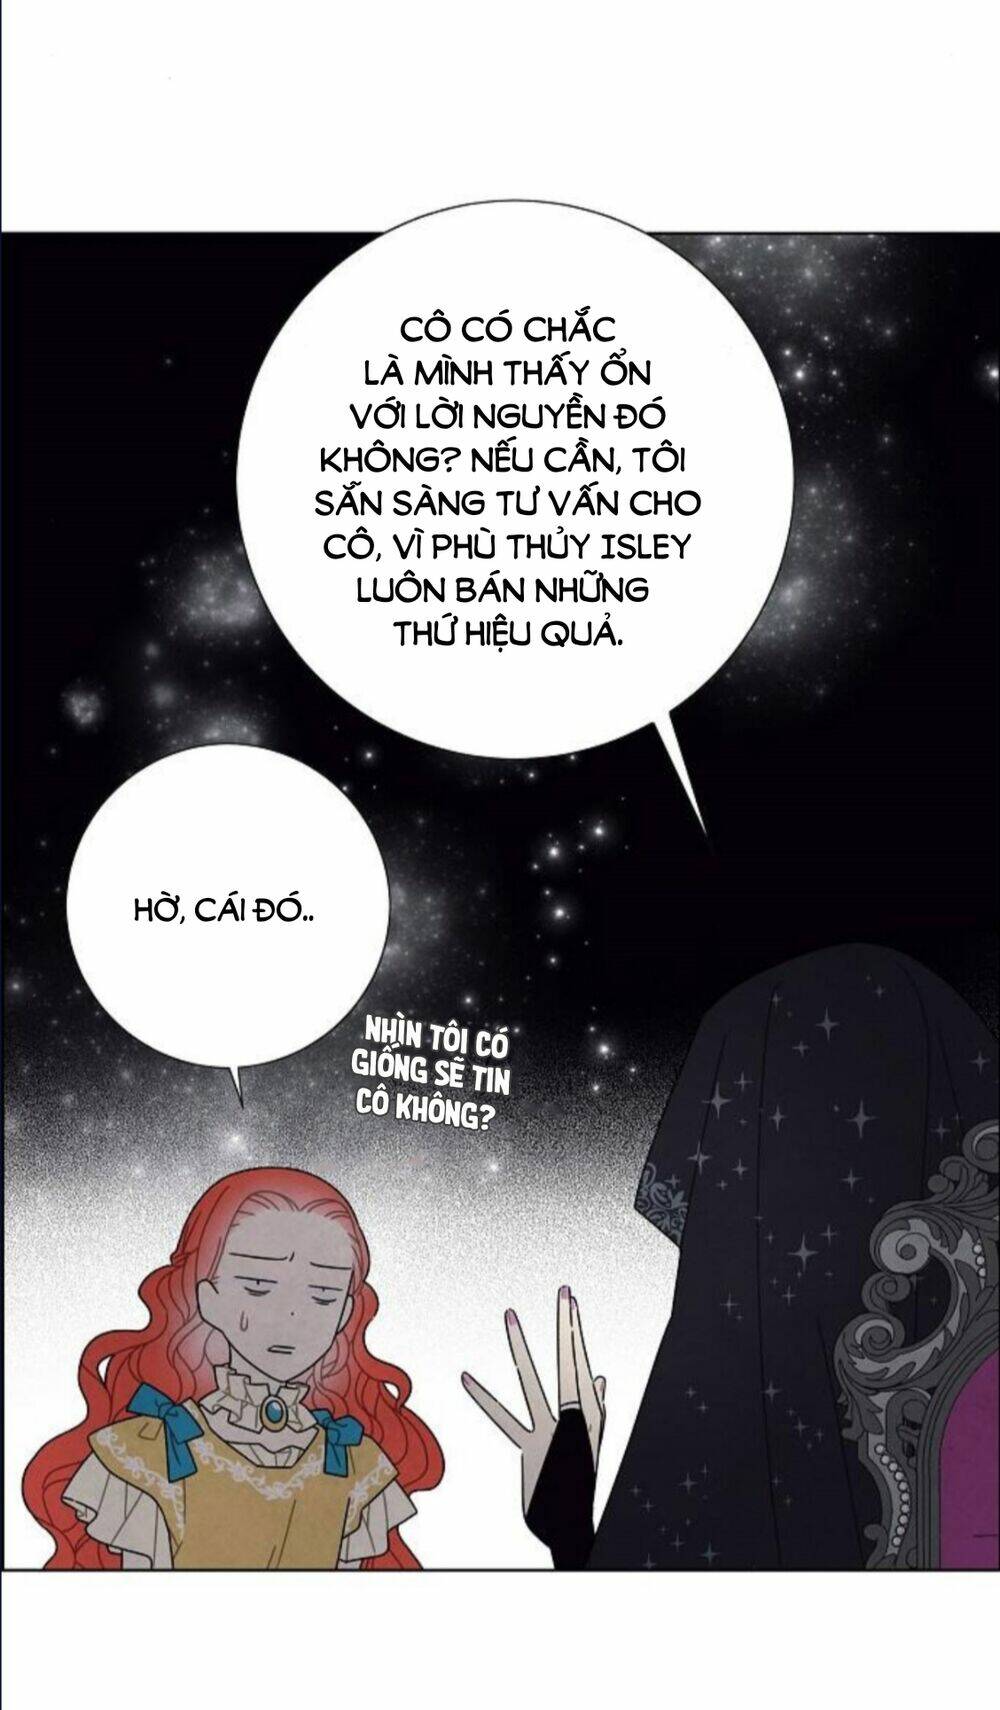 CÔ CÓ CHẮC
LÀ MÌNH THẤY ỔN
VỚI LỜI NGUYỀN ĐÓ
KHÔNG? NẾU CẦN, TÔI
SẴN SÀNG TƯ VẤN CHO
CÔ, VÌ PHÙ THỦY ISLEY
LUÔN BÁN NHỮNG
THỨ HIỆU QUẢ.
HỜ, CÁI ĐÓ..
NHÌN TÔI CÓ
GIỐNG SẼ TIN
CÔ KHÔNG?